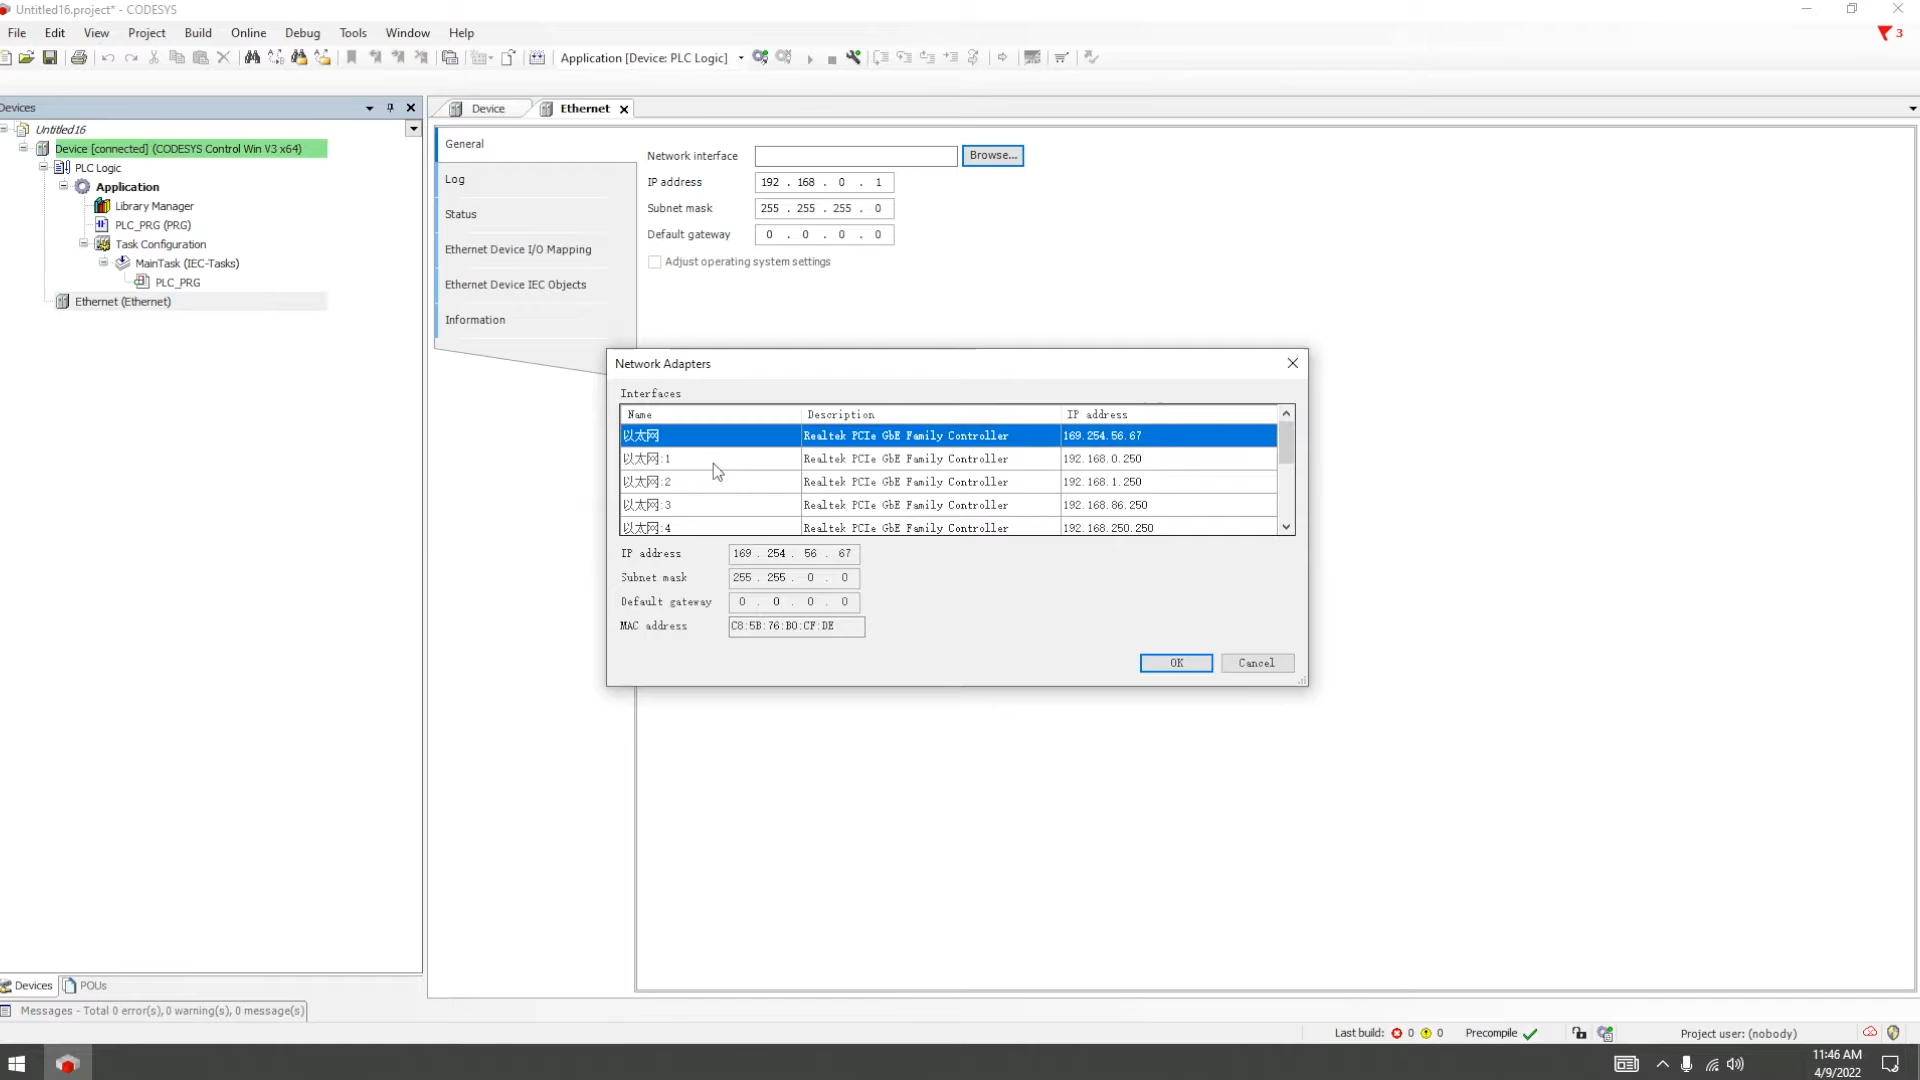 Untitled16.project* - CODESYS
File Edit View Project Build Online Debug Tools Window Help
3
Application [Device: PLC Logic]
Devices
Device
Ethernet
Untitled16
Device [connected] (CODESYS Control Win V3 x64)
PLC Logic
Application
Library Manager
PLC_PRG (PRG)
Task Configuration
MainTask (IEC-Tasks)
PLC_PRG
Ethernet (Ethernet)
General
Log
Status
Ethernet Device I/O Mapping
Ethernet Device IEC Objects
Information
Network interface
Browse...
IP address 192 . 168 . 0 . 1
Subnet mask 255 . 255 . 255 . 0
Default gateway 0 . 0 . 0 . 0
Adjust operating system settings
Network Adapters
Interfaces
Name Description IP address
以太网 Realtek PCIe GbE Family Controller 169.254.56.67
以太网:1 Realtek PCIe GbE Family Controller 192.168.0.250
以太网:2 Realtek PCIe GbE Family Controller 192.168.1.250
以太网:3 Realtek PCIe GbE Family Controller 192.168.86.250
以太网:4 Realtek PCIe GbE Family Controller 192.168.250.250
IP address 169 . 254 . 56 . 67
Subnet mask 255 . 255 . 0 . 0
Default gateway 0 . 0 . 0 . 0
MAC address C8:5B:76:B0:CF:DE
OK Cancel
Devices POUs
Messages - Total 0 error(s), 0 warning(s), 0 message(s)
Last build: 0 0 Precompile Project user: (nobody)
11:46 AM
4/9/2022